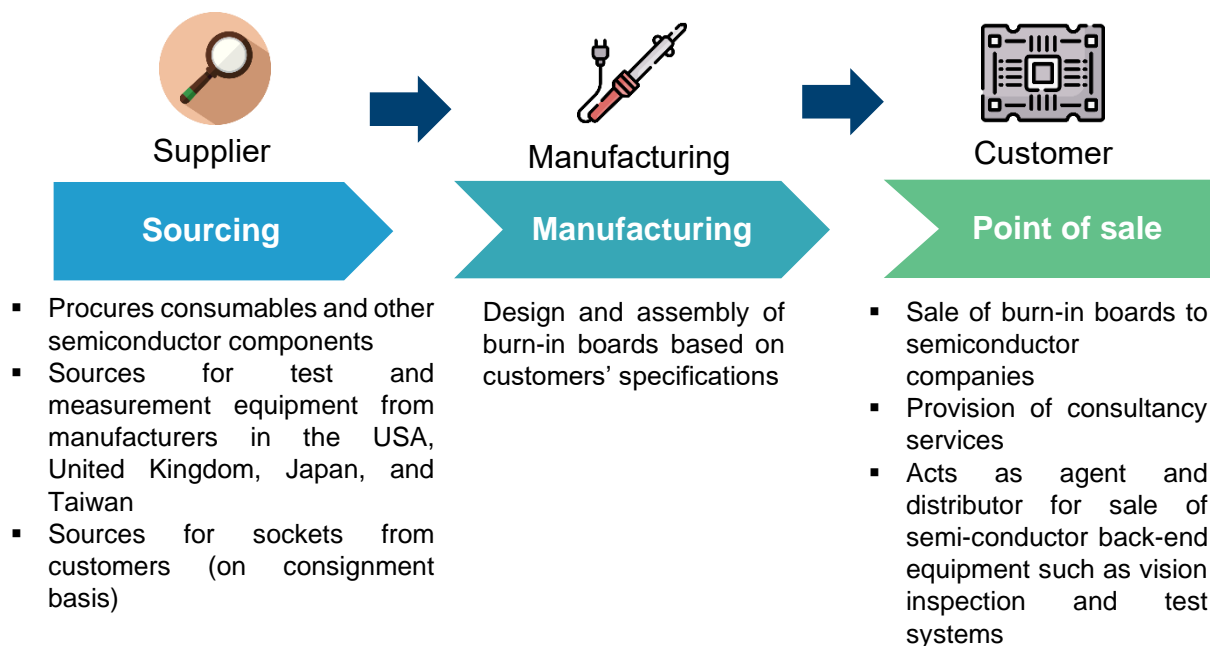 Supplier
Manufacturing
Customer
Sourcing
Manufacturing
Point of sale
▪ Procures consumables and other
semiconductor components
▪ Sources for test and
measurement equipment from
manufacturers in the USA,
United Kingdom, Japan, and
Taiwan
▪ Sources for sockets from
customers (on consignment
basis)
Design and assembly of
burn-in boards based on
customers’ specifications
▪ Sale of burn-in boards to
semiconductor
companies
▪ Provision of consultancy
services
▪ Acts as agent and
distributor for sale of
semi-conductor back-end
equipment such as vision
inspection and test
systems